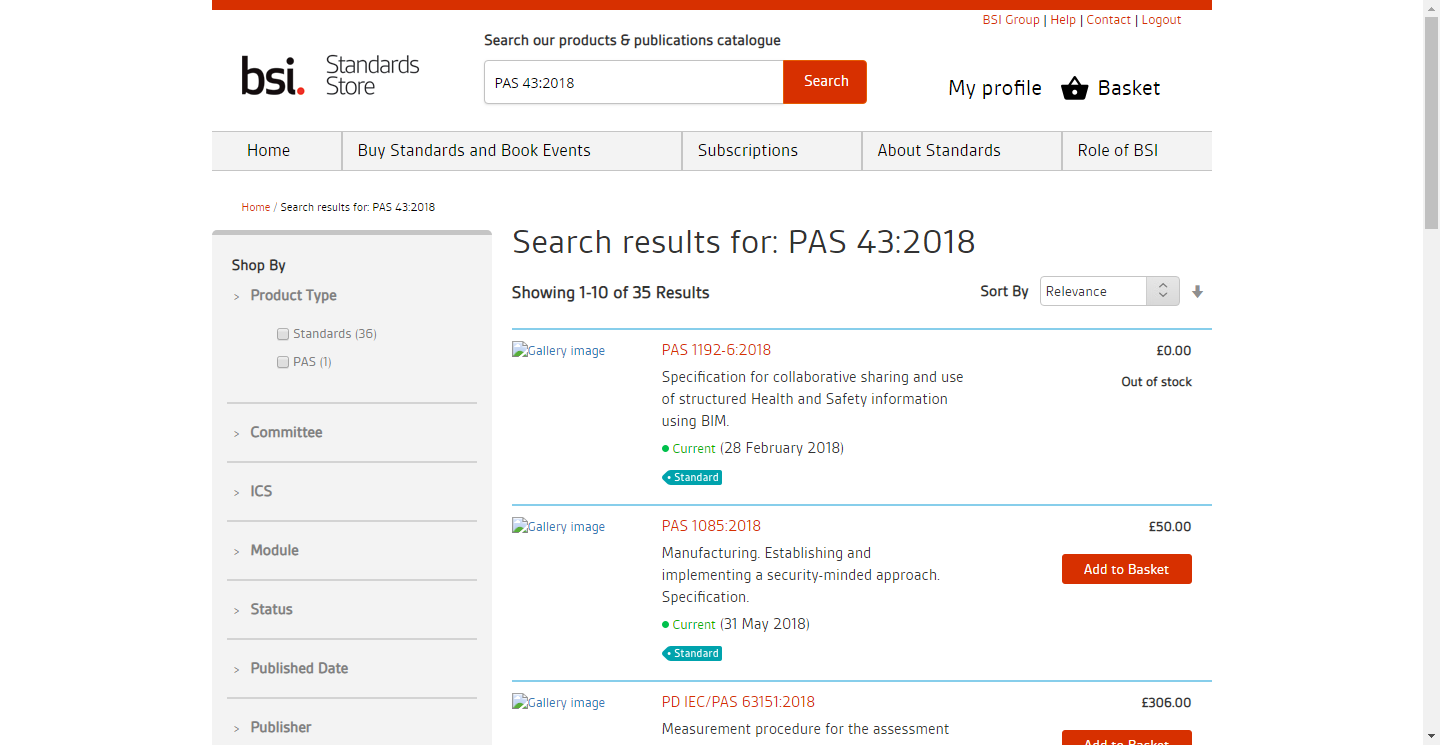 BSI Group | Help | Contact | Logout
Search our products & publications catalogue
bsi. Standards
Store
PAS 43:2018
Search
My profile
Basket
Home
Buy Standards and Book Events
Subscriptions
About Standards
Role of BSI
Home / Search results for: PAS 43:2018
Search results for: PAS 43:2018
Shop By
> Product Type
Standards (36)
PAS (1)
> Committee
> ICS
> Module
> Status
> Published Date
> Publisher
Showing 1-10 of 35 Results
Sort By
Relevance
Gallery image
PAS 1192-6:2018
£0.00
Specification for collaborative sharing and use
of structured Health and Safety information
using BIM.
Out of stock
Current (28 February 2018)
Standard
Gallery image
PAS 1085:2018
£50.00
Manufacturing. Establishing and
implementing a security-minded approach.
Specification.
Add to Basket
Current (31 May 2018)
Standard
Gallery image
PD IEC/PAS 63151:2018
£306.00
Measurement procedure for the assessment
Add to Basket